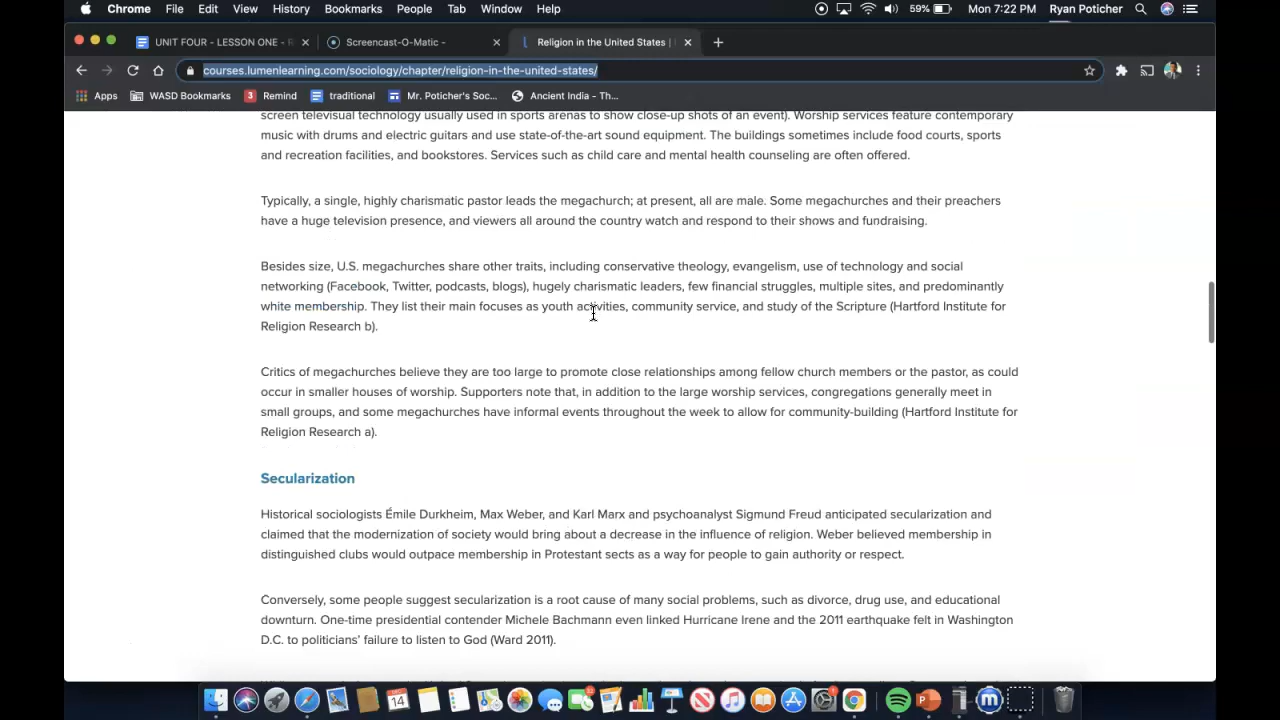 Chrome File Edit View History Bookmarks People Tab Window Help 59% Mon 7:22 PM Ryan Poticher
UNIT FOUR - LESSON ONE - Screencast-O-Matic - Religion in the United States |
courses.lumenlearning.com/sociology/chapter/religion-in-the-united-states/
Apps WASD Bookmarks 3 Remind traditional Mr. Poticher's Soc... Ancient India - Th...
screen televisual technology usually used in sports arenas to show close-up shots of an event). Worship services feature contemporary
music with drums and electric guitars and use state-of-the-art sound equipment. The buildings sometimes include food courts, sports
and recreation facilities, and bookstores. Services such as child care and mental health counseling are often offered.
Typically, a single, highly charismatic pastor leads the megachurch; at present, all are male. Some megachurches and their preachers
have a huge television presence, and viewers all around the country watch and respond to their shows and fundraising.
Besides size, U.S. megachurches share other traits, including conservative theology, evangelism, use of technology and social
networking (Facebook, Twitter, podcasts, blogs), hugely charismatic leaders, few financial struggles, multiple sites, and predominantly
white membership. They list their main focuses as youth activities, community service, and study of the Scripture (Hartford Institute for
Religion Research b).
Critics of megachurches believe they are too large to promote close relationships among fellow church members or the pastor, as could
occur in smaller houses of worship. Supporters note that, in addition to the large worship services, congregations generally meet in
small groups, and some megachurches have informal events throughout the week to allow for community-building (Hartford Institute for
Religion Research a).
Secularization
Historical sociologists Émile Durkheim, Max Weber, and Karl Marx and psychoanalyst Sigmund Freud anticipated secularization and
claimed that the modernization of society would bring about a decrease in the influence of religion. Weber believed membership in
distinguished clubs would outpace membership in Protestant sects as a way for people to gain authority or respect.
Conversely, some people suggest secularization is a root cause of many social problems, such as divorce, drug use, and educational
downturn. One-time presidential contender Michele Bachmann even linked Hurricane Irene and the 2011 earthquake felt in Washington
D.C. to politicians' failure to listen to God (Ward 2011).
14